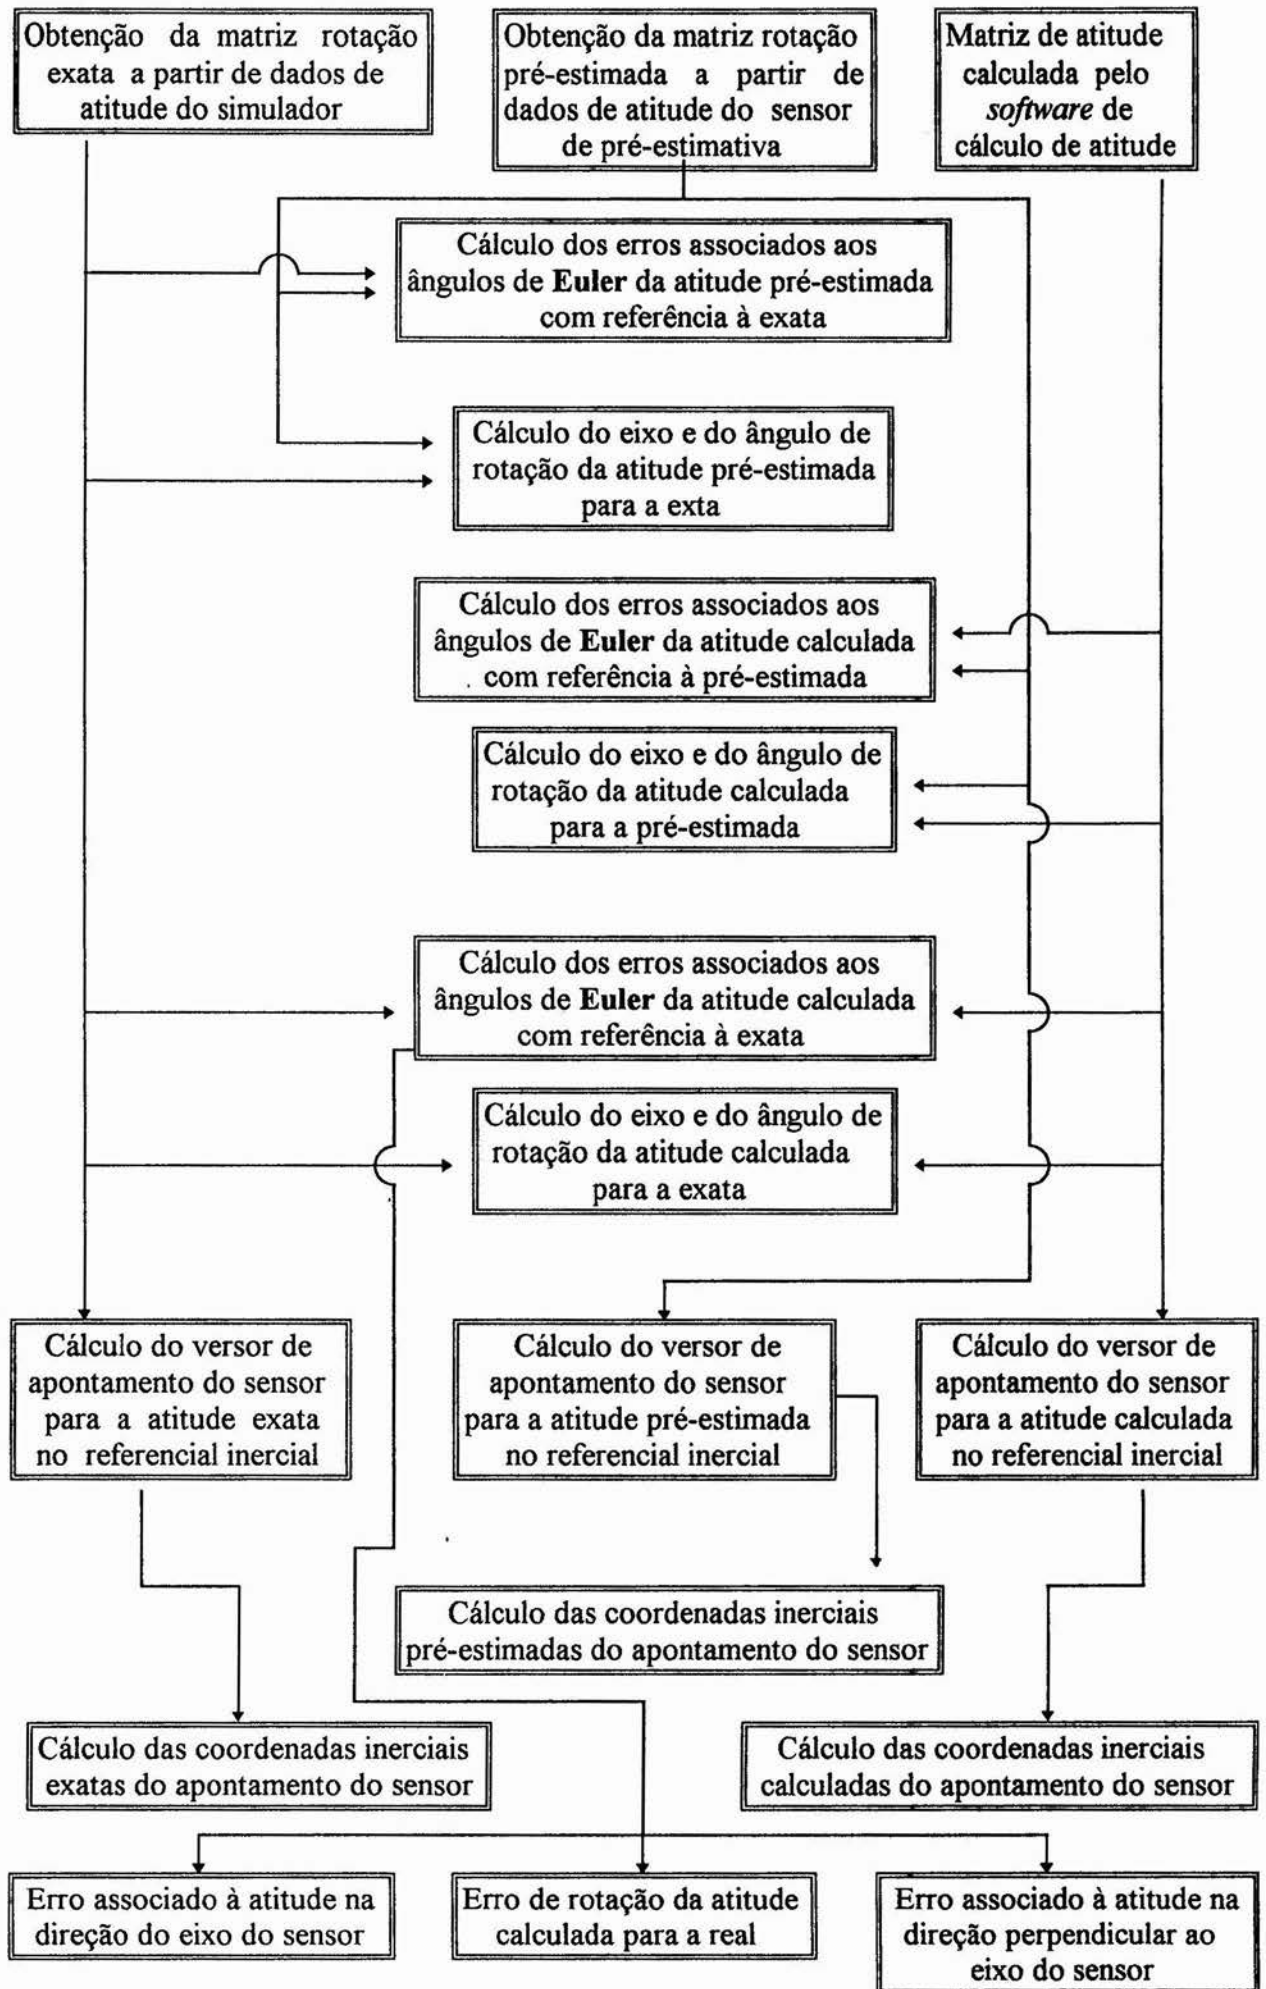 Obtenção da matriz rotação
exata a partir de dados de
atitude do simulador
Obtenção da matriz rotação
pré-estimada a partir de
dados de atitude do sensor
de pré-estimativa
Matriz de atitude
calculada pelo
software de
cálculo de atitude
Cálculo dos erros associados aos
ângulos de Euler da atitude pré-estimada
com referência à exata
Cálculo do eixo e do ângulo de
rotação da atitude pré-estimada
para a exta
Cálculo dos erros associados aos
ângulos de Euler da atitude calculada
com referência à pré-estimada
Cálculo do eixo e do ângulo de
rotação da atitude calculada
para a pré-estimada
Cálculo dos erros associados aos
ângulos de Euler da atitude calculada
com referência à exata
Cálculo do eixo e do ângulo de
rotação da atitude calculada
para a exata
Cálculo do versor de
apontamento do sensor
para a atitude exata
no referencial inercial
Cálculo do versor de
apontamento do sensor
para a atitude pré-estimada
no referencial inercial
Cálculo do versor de
apontamento do sensor
para a atitude calculada
no referencial inercial
Cálculo das coordenadas inerciais
pré-estimadas do apontamento do sensor
Cálculo das coordenadas inerciais
exatas do apontamento do sensor
Cálculo das coordenadas inerciais
calculadas do apontamento do sensor
Erro associado à atitude na
direção do eixo do sensor
Erro de rotação da atitude
calculada para a real
Erro associado à atitude na
direção perpendicular ao
eixo do sensor